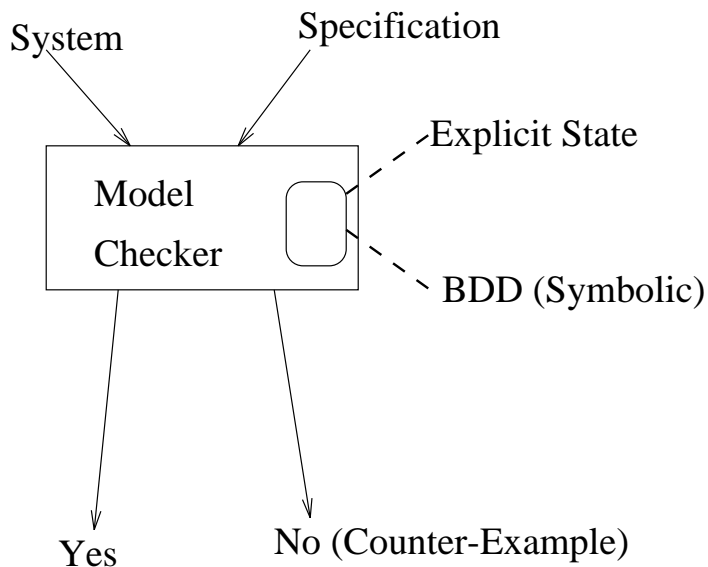 System
Specification
Explicit State
Model
Checker
BDD (Symbolic)
Yes
No (Counter-Example)